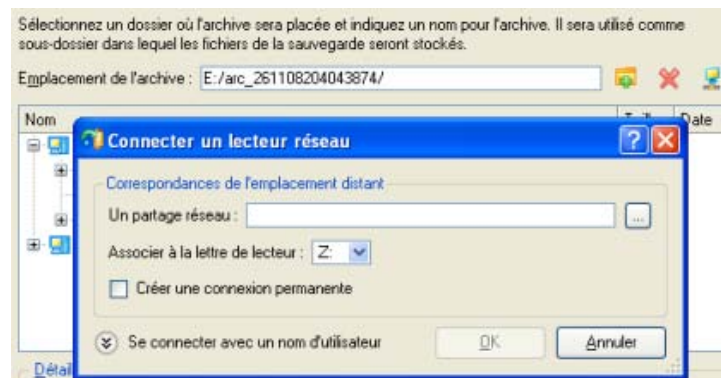 Sélectionnez un dossier où l'archive sera placée et indiquez un nom pour l'archive. Il sera utilisé comme
sous-dossier dans lequel les fichiers de la sauvegarde seront stockés.
Emplacement de l'archive : E:/arc_261108204043874/
Nom Date
Connecter un lecteur réseau
Correspondances de l'emplacement distant
Un partage réseau : ...
Associer à la lettre de lecteur : Z:
Créer une connexion permanente
Se connecter avec un nom d'utilisateur OK Annuler